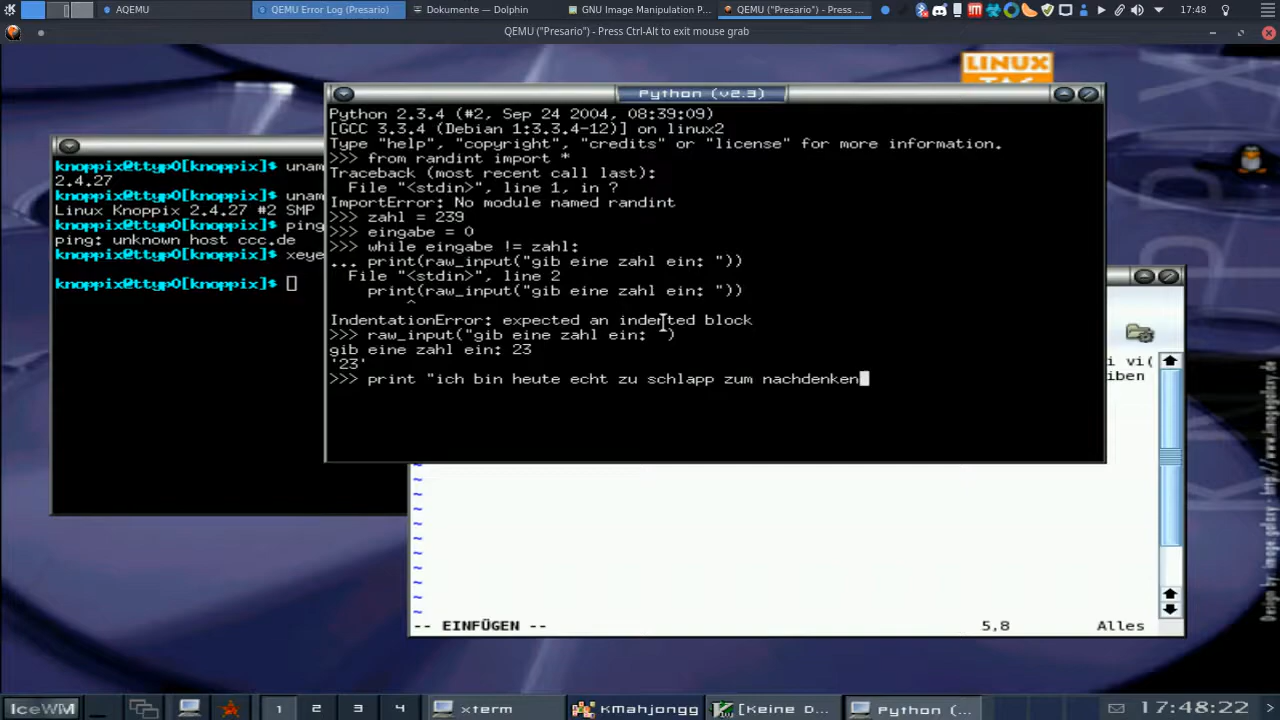 AQEMU
QEMU Error Log (Presario)
Dokumente — Dolphin
GNU Image Manipulation P...
QEMU ("Presario") - Press ...
17:48
QEMU ("Presario") - Press Ctrl-Alt to exit mouse grab
LINUX
Python (v2.3)
Python 2.3.4 (#2, Sep 24 2004, 08:39:09)
[GCC 3.3.4 (Debian 1:3.3.4-12)] on linux2
Type "help", "copyright", "credits" or "license" for more information.
>>> from randint import *
Traceback (most recent call last):
File "<stdin>", line 1, in ?
ImportError: No module named randint
>>> zahl = 239
>>> eingabe = 0
>>> while eingabe != zahl:
... print(raw_input("gib eine zahl ein: "))
File "<stdin>", line 2
print(raw_input("gib eine zahl ein: "))
^
IndentationError: expected an indented block
>>> raw_input("gib eine zahl ein: ")
gib eine zahl ein: 23
'23'
>>> print "ich bin heute echt zu schlapp zum nachdenken
knoppix@ttyp0[knoppix]$ unam
2.4.27
knoppix@ttyp0[knoppix]$ unam
Linux Knoppix 2.4.27 #2 SMP
knoppix@ttyp0[knoppix]$ ping
ping: unknown host ccc.de
knoppix@ttyp0[knoppix]$ xeye
knoppix@ttyp0[knoppix]$
i vi(
iben
~
~
~
~
~
~
~
~
-- EINFÜGEN --
5,8
Alles
IceWM
1
2
3
4
xterm
kMahjongg
[Keine D...
Python (...
17:48:22